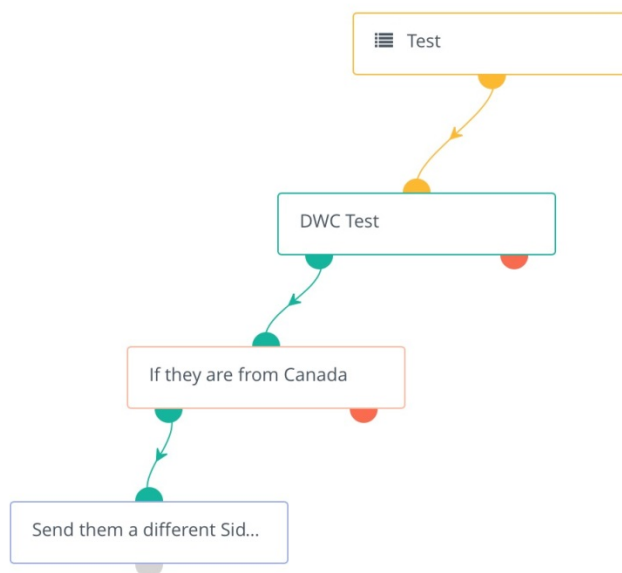 Test
DWC Test
If they are from Canada
Send them a different Sid...